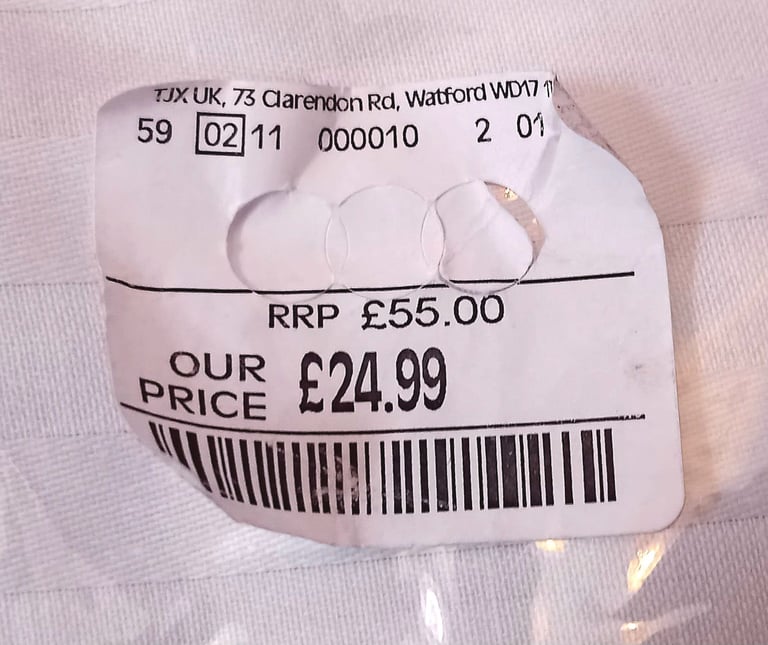 TJX UK, 73 Clarendon Rd, Watford WD17
59 02 11 000010 2 01
RRP £55.00
OUR PRICE £24.99